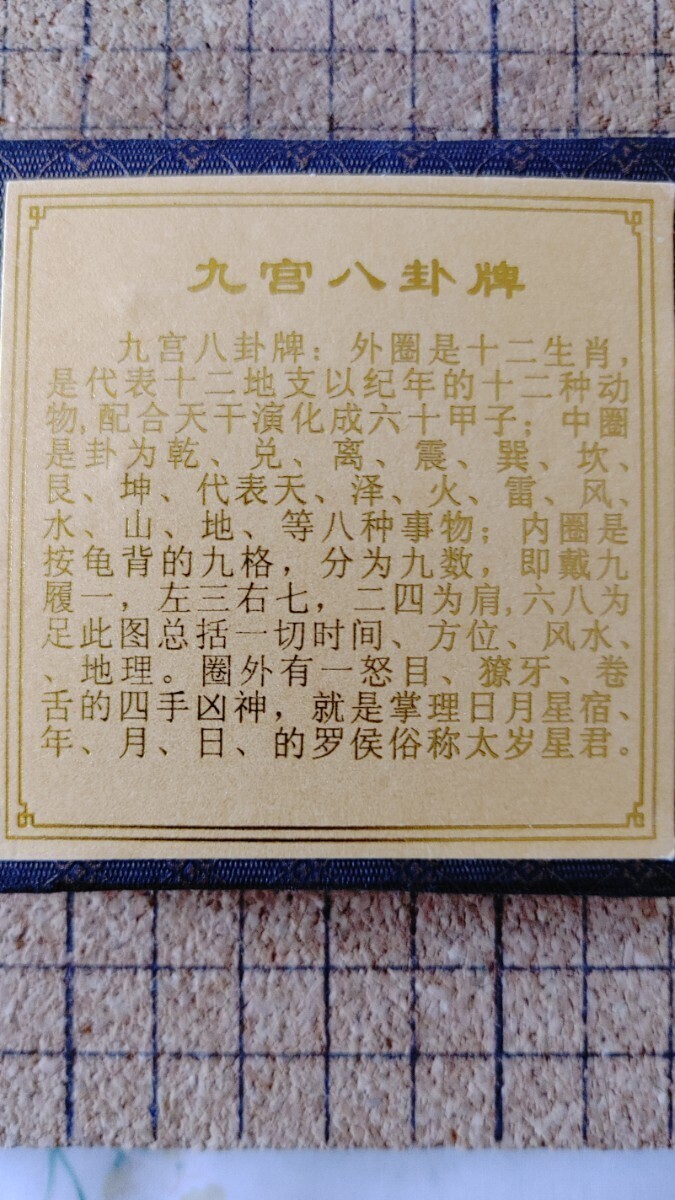 九宫八卦牌
九宫八卦牌：外圈是十二生肖，
是代表十二地支以纪年的十二种动
物,配合天干演化成六十甲子；中圈
是卦为乾、兑、离、震、巽、坎、
艮、坤、代表天、泽、火、雷、风、
水、山、地、等八种事物；内圈是
按龟背的九格，分为九数，即戴九
履一，左三右七，二四为肩,六八为
足此图总括一切时间、方位、风水、
、地理。圈外有一怒目、獠牙、卷
舌的四手凶神，就是掌理日月星宿、
年、月、日、的罗侯俗称太岁星君。